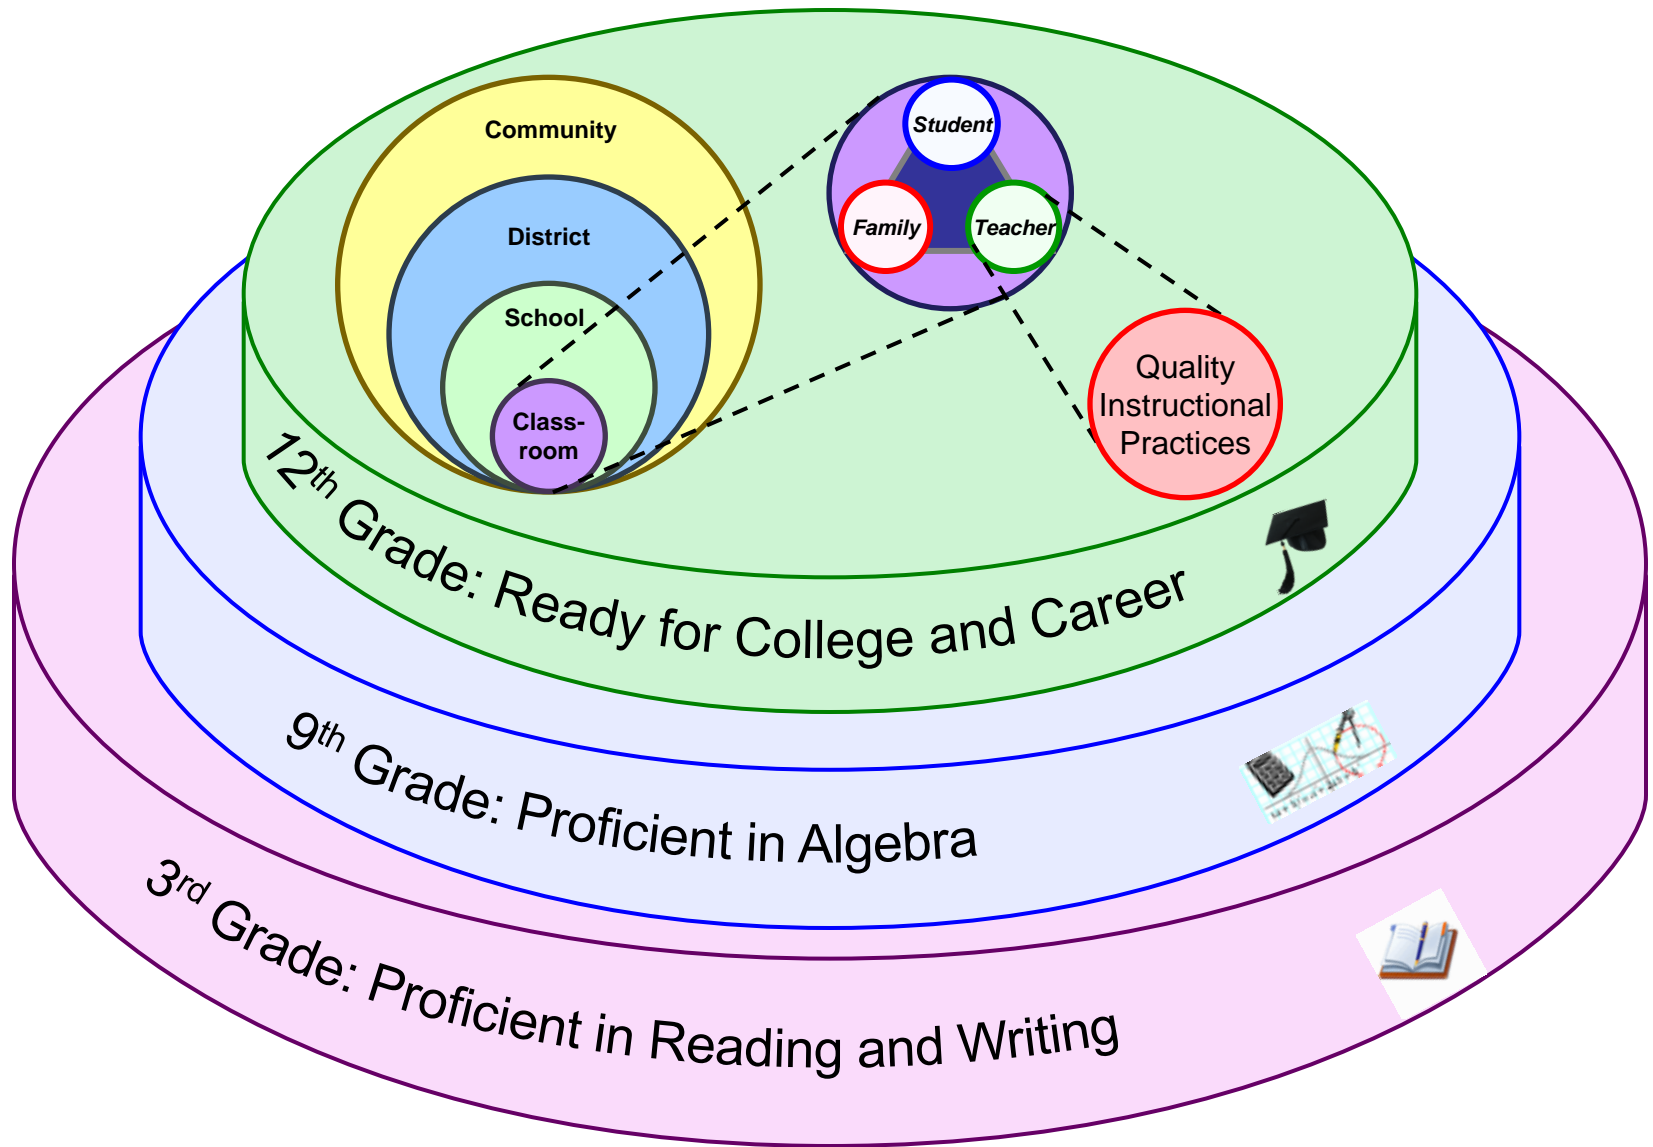 Community
District
School
Class-
room
Student
Family
Teacher
Quality
Instructional
Practices
12th Grade: Ready for College and Career
9th Grade: Proficient in Algebra
3rd Grade: Proficient in Reading and Writing